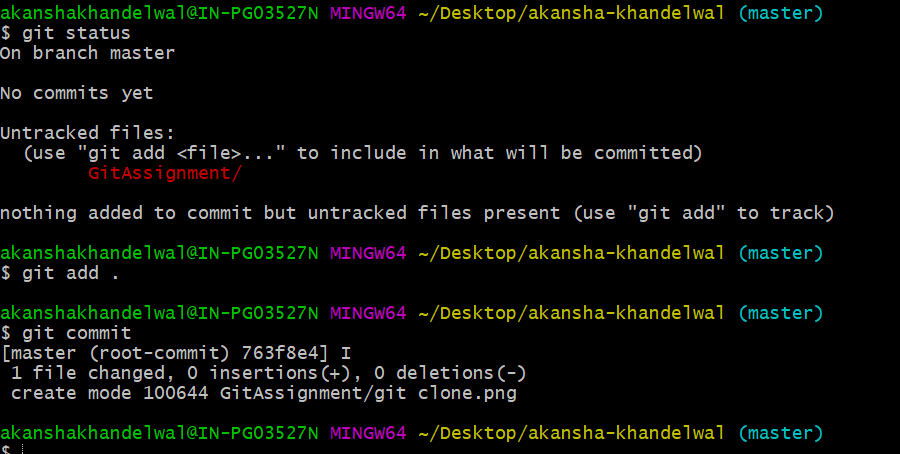 akanshakhandelwal@IN-PG03527N MINGW64 ~/Desktop/akansha-khandelwal (master)
$ git status
On branch master
No commits yet
Untracked files:
  (use "git add <file>..." to include in what will be committed)
        GitAssignment/
nothing added to commit but untracked files present (use "git add" to track)
akanshakhandelwal@IN-PG03527N MINGW64 ~/Desktop/akansha-khandelwal (master)
$ git add .
akanshakhandelwal@IN-PG03527N MINGW64 ~/Desktop/akansha-khandelwal (master)
$ git commit
[master (root-commit) 763f8e4] I
 1 file changed, 0 insertions(+), 0 deletions(-)
 create mode 100644 GitAssignment/git clone.png
akanshakhandelwal@IN-PG03527N MINGW64 ~/Desktop/akansha-khandelwal (master)
$